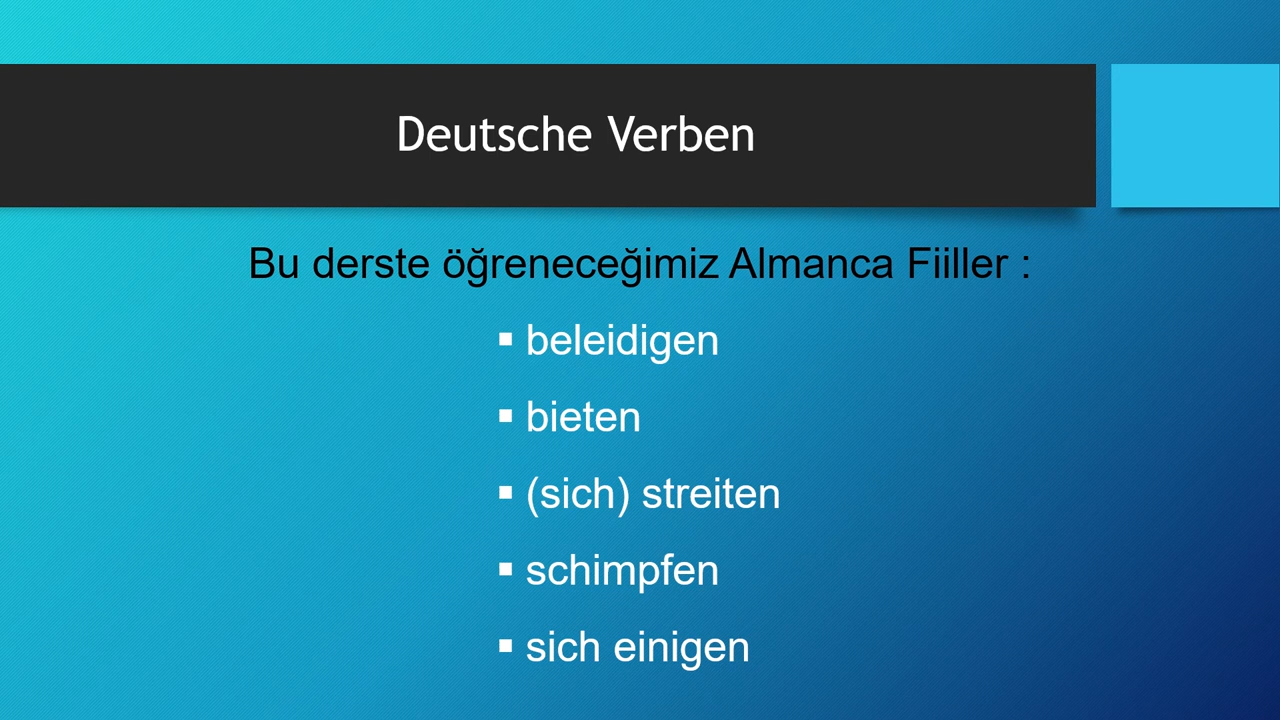 Deutsche Verben
Bu derste öğreneceğimiz Almanca Fiiller :
▪ beleidigen
▪ bieten
▪ (sich) streiten
▪ schimpfen
▪ sich einigen